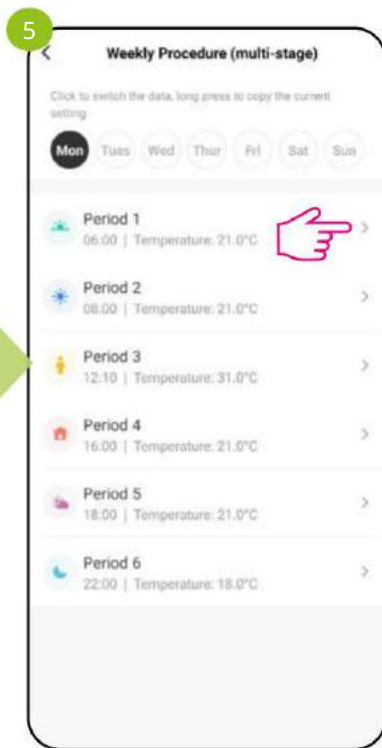 5
Weekly Procedure (multi-stage)
Click to switch the data, long press to copy the current
setting
Mon Tues Wed Thur Fri Sat Sun
Period 1
06:00 | Temperature: 21.0°C
Period 2
08:00 | Temperature: 21.0°C
Period 3
12:10 | Temperature: 31.0°C
Period 4
16:00 | Temperature: 21.0°C
Period 5
18:00 | Temperature: 21.0°C
Period 6
22:00 | Temperature: 18.0°C